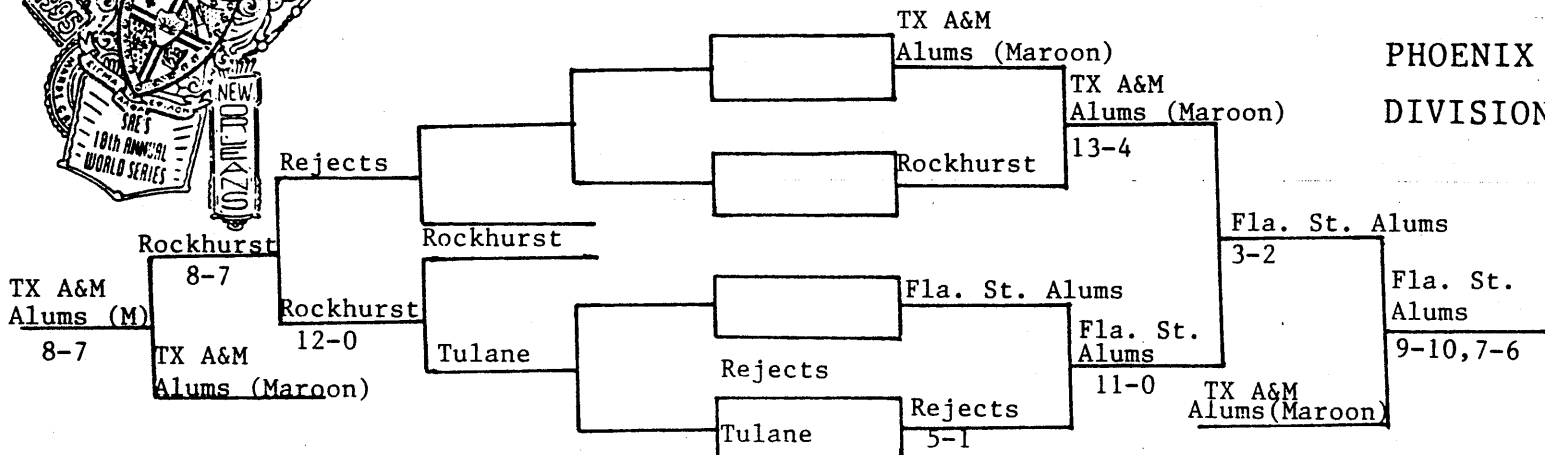 1995
SAE'S
10th ANNUAL
WORLD SERIES
NEW
PHOENIX
DIVISION
TX A&M
Alums (Maroon)
TX A&M
Alums (Maroon)
13-4
Rockhurst
Rejects
Rockhurst
Rockhurst
8-7
TX A&M
Alums (M)
8-7
TX A&M
Alums (Maroon)
Rockhurst
12-0
Tulane
Fla. St. Alums
Fla. St.
Alums
11-0
Rejects
Tulane
Rejects
5-1
Fla. St. Alums
3-2
TX A&M
Alums(Maroon)
Fla. St.
Alums
9-10,7-6